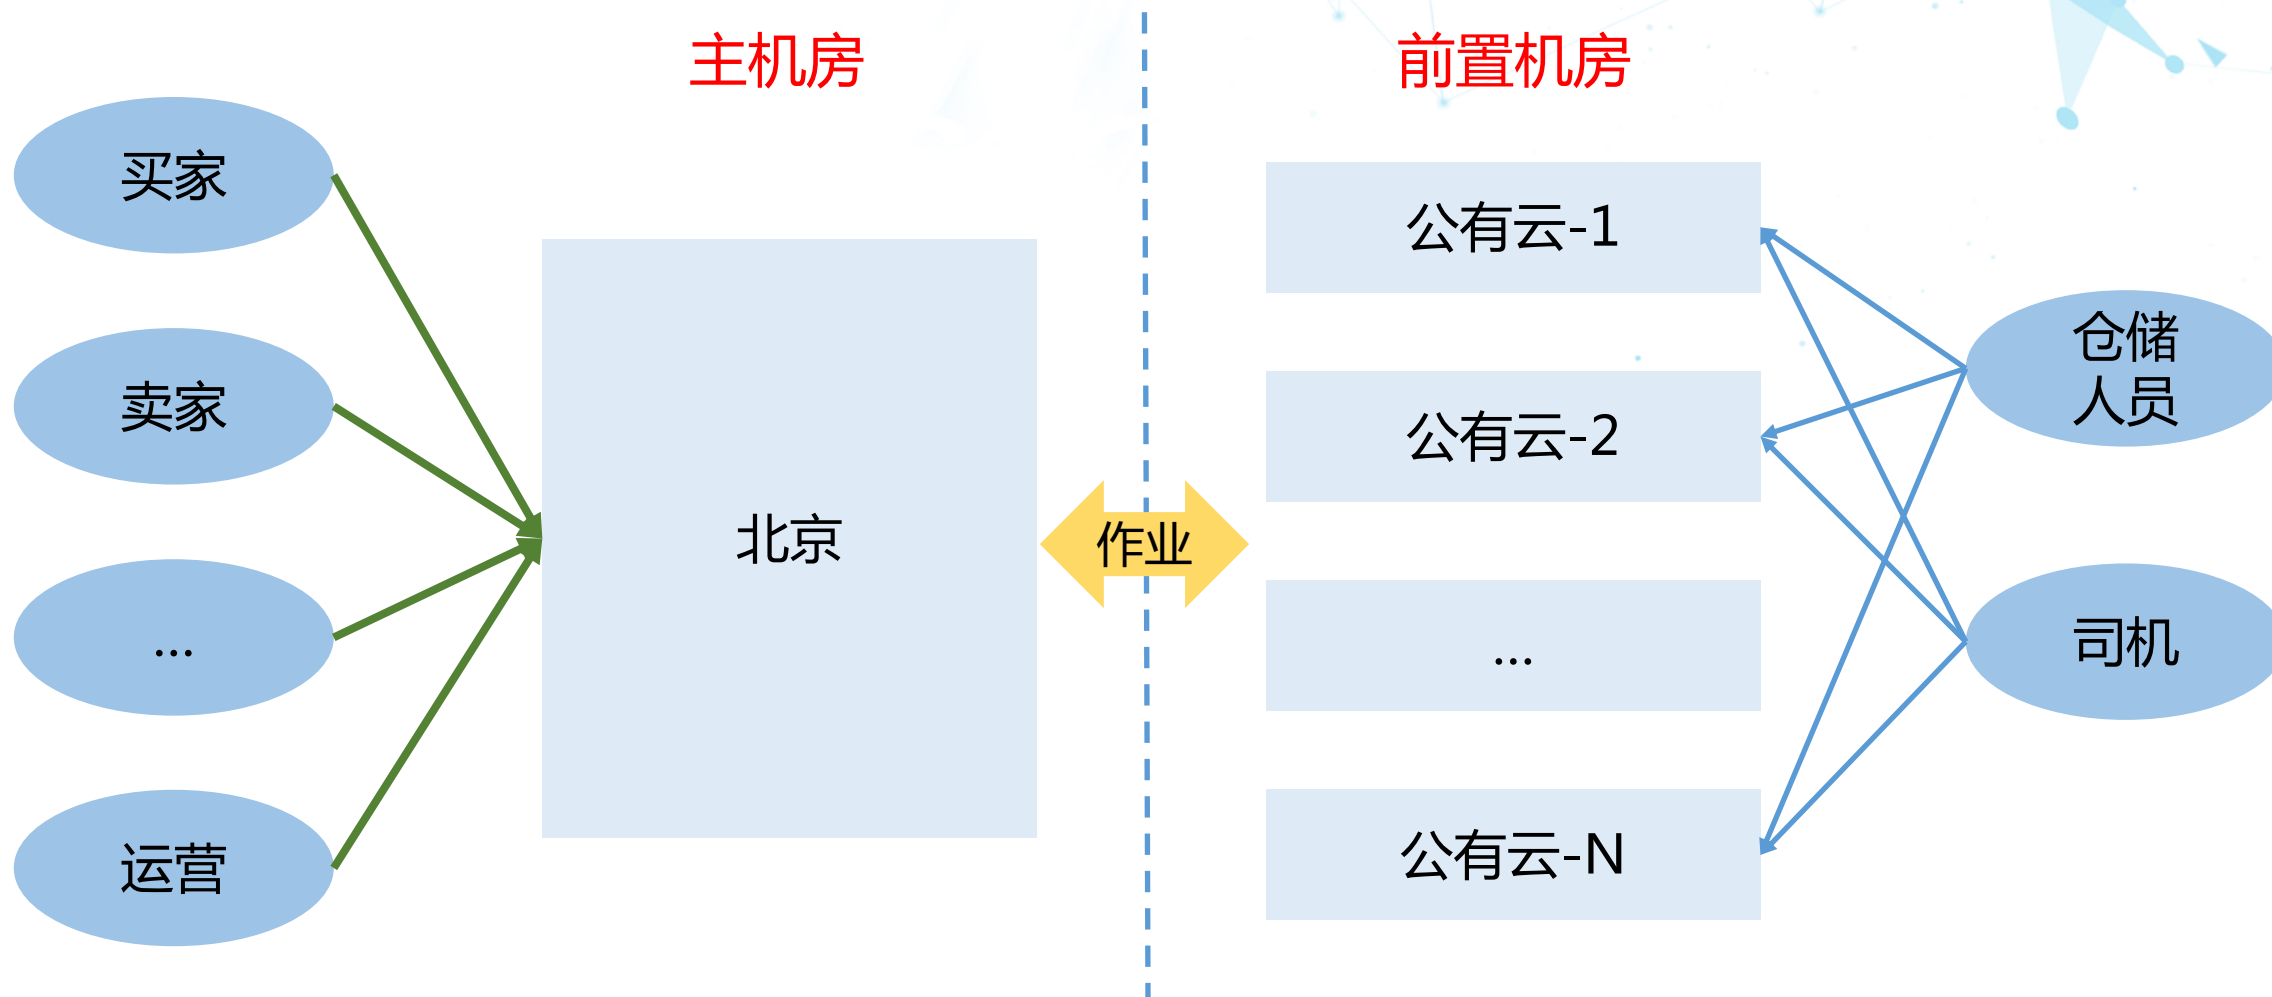 主机房
前置机房
买家
卖家
...
运营
北京
作业
公有云-1
公有云-2
...
公有云-N
仓储
人员
司机